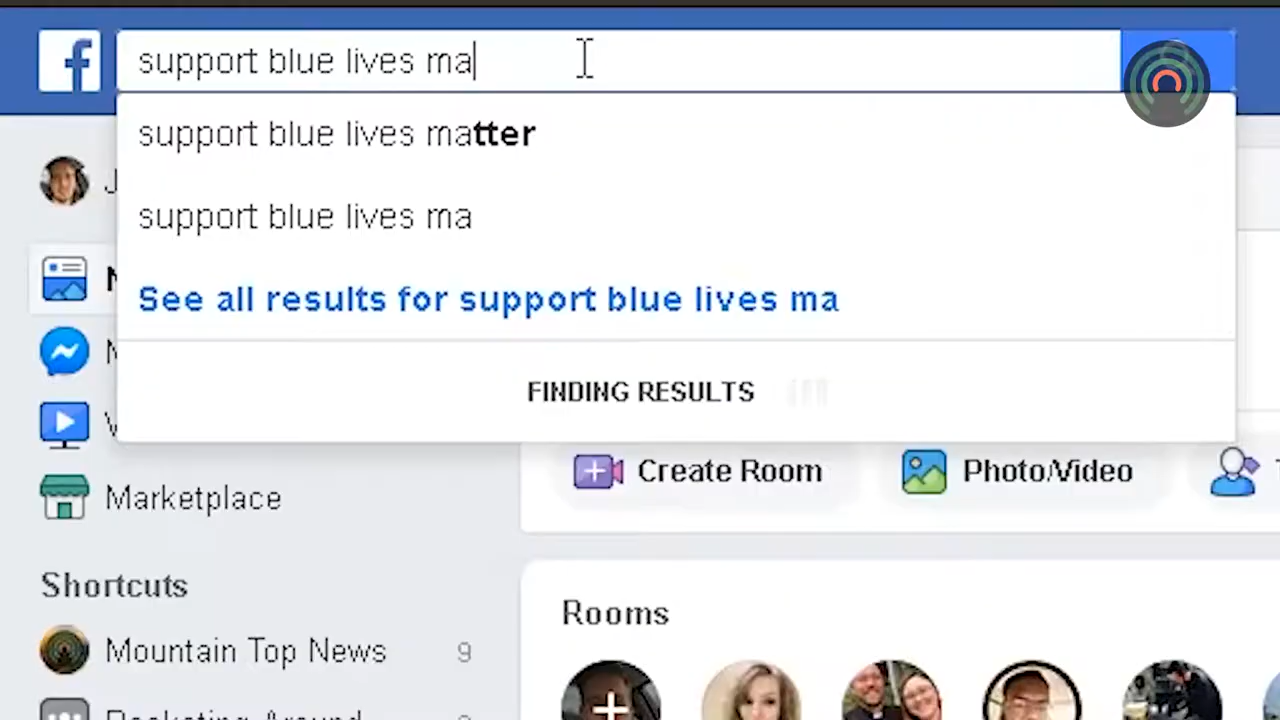 support blue lives ma
support blue lives matter
support blue lives ma
See all results for support blue lives ma
FINDING RESULTS
Create Room
Photo/Video
Marketplace
Shortcuts
Mountain Top News
9
Rooms